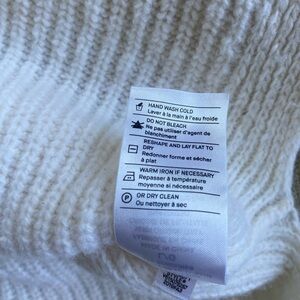 HAND WASH COLD
Laver à la main à l'eau froide
DO NOT BLEACH
Ne pas utiliser d'agent de
blanchiment
RESHAPE AND LAY FLAT TO
DRY
Redonner forme et sécher
à plat
WARM IRON IF NECESSARY
Repasser à température
moyenne si nécessaire
P
OR DRY CLEAN
Ou nettoyer à sec